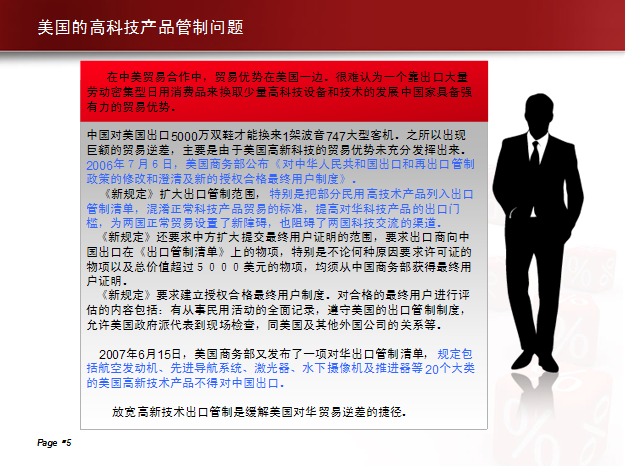 美国的高科技产品管制问题
在中美贸易合作中，贸易优势在美国一边。很难认为一个靠出口大量
劳动密集型日用消费品来换取少量高科技设备和技术的发展中国家具备强
有力的贸易优势。
中国对美国出口5000万双鞋才能换来1架波音747大型客机。之所以出现
巨额的贸易逆差，主要是由于美国高新科技的贸易优势未充分发挥出来。
2006年７月６日，美国商务部公布《对中华人民共和国出口和再出口管制
政策的修改和澄清及新的授权合格最终用户制度》。
《新规定》扩大出口管制范围，特别是把部分民用高技术产品列入出口
管制清单，混淆正常科技产品贸易的标准，提高对华科技产品的出口门
槛，为两国正常贸易设置了新障碍，也阻碍了两国科技交流的渠道。
《新规定》还要求中方扩大提交最终用户证明的范围，要求出口商向中
国出口在《出口管制清单》上的物项，特别是不论何种原因要求许可证的
物项以及总价值超过５０００美元的物项，均须从中国商务部获得最终用
户证明。
《新规定》要求建立授权合格最终用户制度。对合格的最终用户进行评
估的内容包括：有从事民用活动的全面记录，遵守美国的出口管制制度，
允许美国政府派代表到现场检查，同美国及其他外国公司的关系等。
2007年6月15日，美国商务部又发布了一项对华出口管制清单，规定包
括航空发动机、先进导航系统、激光器、水下摄像机及推进器等20个大类
的美国高新技术产品不得对中国出口。
放宽高新技术出口管制是缓解美国对华贸易逆差的捷径。
Page #5